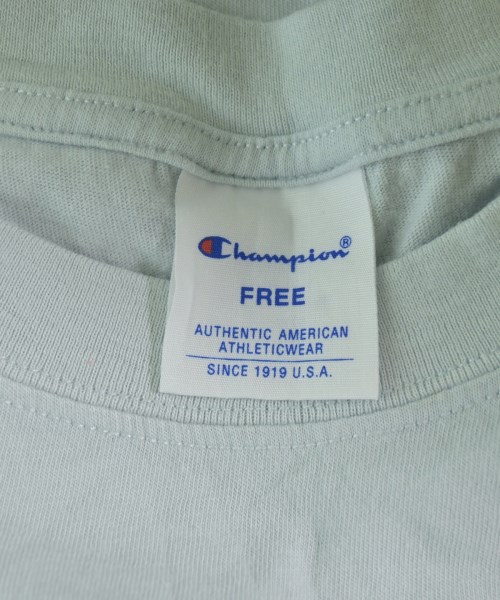 Champion®
FREE
AUTHENTIC AMERICAN
ATHLETICWEAR
SINCE 1919 U.S.A.